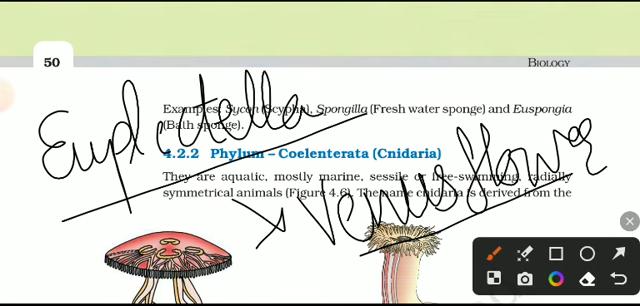 50
BIOLOGY
Examples: Sycon (Scypha), Spongilla (Fresh water sponge) and Euspongia
(Bath sponge).
Euplectella
4.2.2 Phylum – Coelenterata (Cnidaria)
They are aquatic, mostly marine, sessile or free-swimming, radially
symmetrical animals (Figure 4.6). The name cnidaria is derived from the
Venus flower